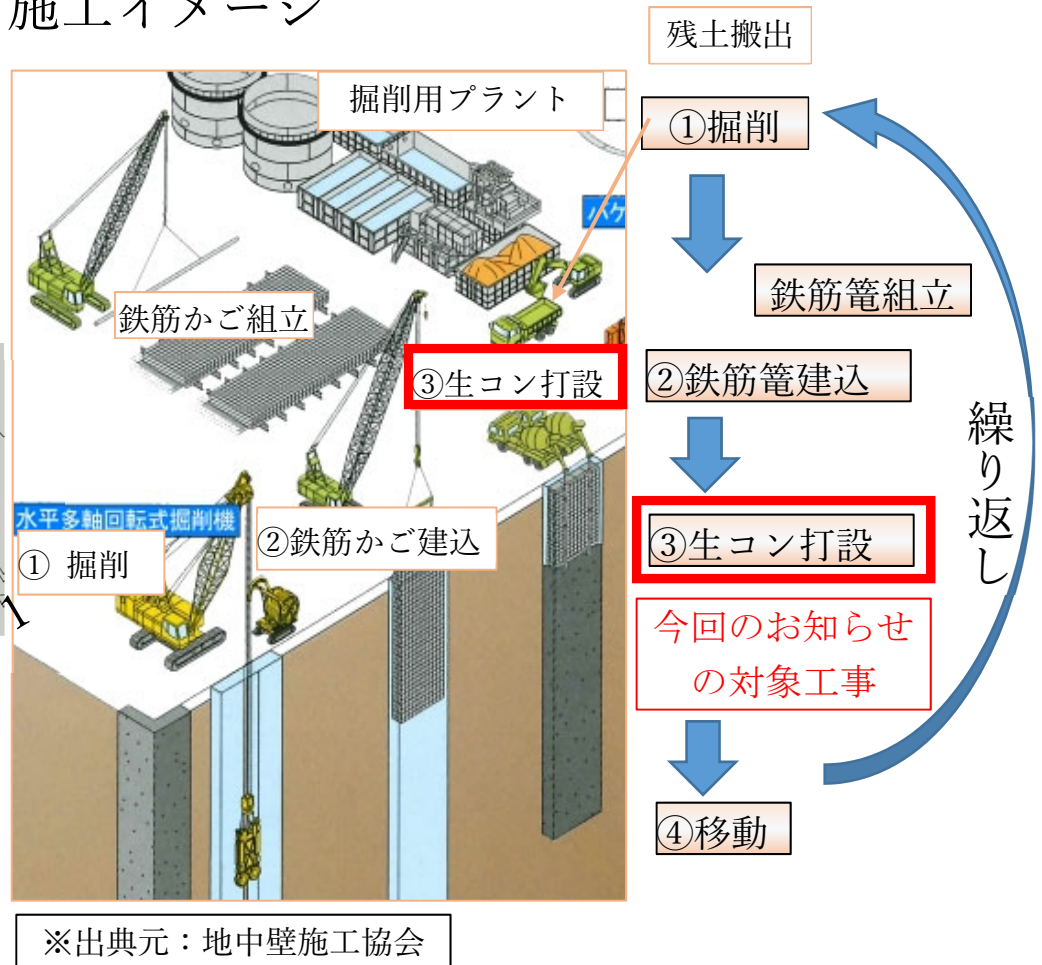 施工イメージ
残土搬出
掘削用プラント
①掘削
鉄筋篭組立
鉄筋かご組立
③生コン打設
②鉄筋篭建込
繰り返し
水平多軸回転式掘削機
① 掘削
②鉄筋かご建込
③生コン打設
今回のお知らせ
の対象工事
④移動
※出典元：地中壁施工協会